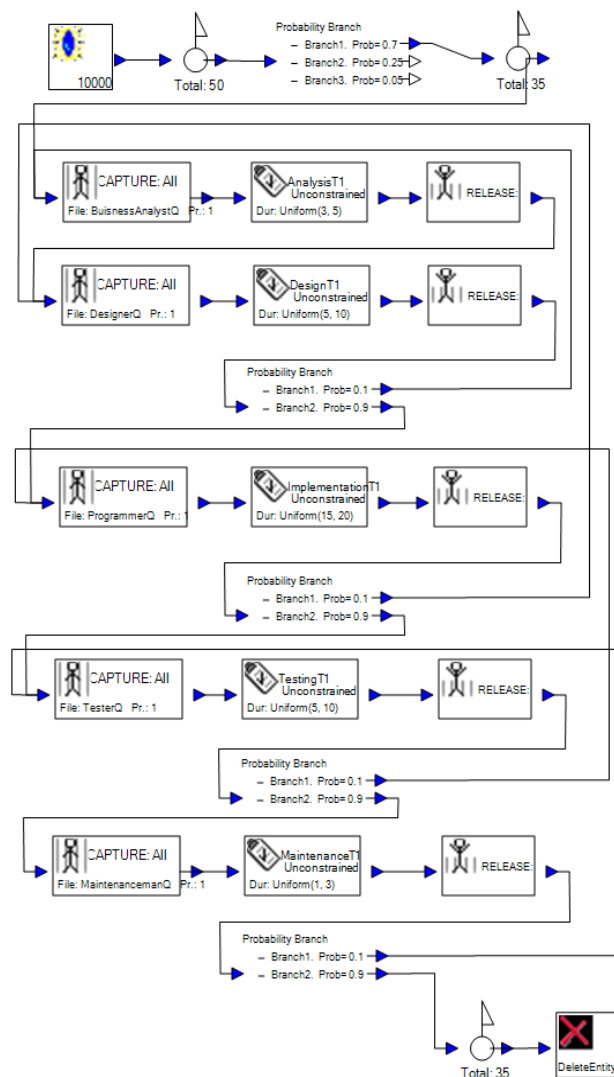 10000
Total: 50
Probability Branch
– Branch1. Prob= 0.7
– Branch2. Prob= 0.25
– Branch3. Prob= 0.05
Total: 35
CAPTURE: All
File: BuisnessAnalystQ Pr.: 1
AnalysisT1
Unconstrained
Dur: Uniform(3, 5)
RELEASE:
CAPTURE: All
File: DesignerQ Pr.: 1
DesignT1
Unconstrained
Dur: Uniform(5, 10)
RELEASE:
Probability Branch
– Branch1. Prob= 0.1
– Branch2. Prob= 0.9
CAPTURE: All
File: ProgrammerQ Pr.: 1
ImplementationT1
Unconstrained
Dur: Uniform(15, 20)
RELEASE:
Probability Branch
– Branch1. Prob= 0.1
– Branch2. Prob= 0.9
CAPTURE: All
File: TesterQ Pr.: 1
TestingT1
Unconstrained
Dur: Uniform(5, 10)
RELEASE:
Probability Branch
– Branch1. Prob= 0.1
– Branch2. Prob= 0.9
CAPTURE: All
File: MaintenancemanQ Pr.: 1
MaintenanceT1
Unconstrained
Dur: Uniform(1, 3)
RELEASE:
Probability Branch
– Branch1. Prob= 0.1
– Branch2. Prob= 0.9
Total: 35
DeleteEntity